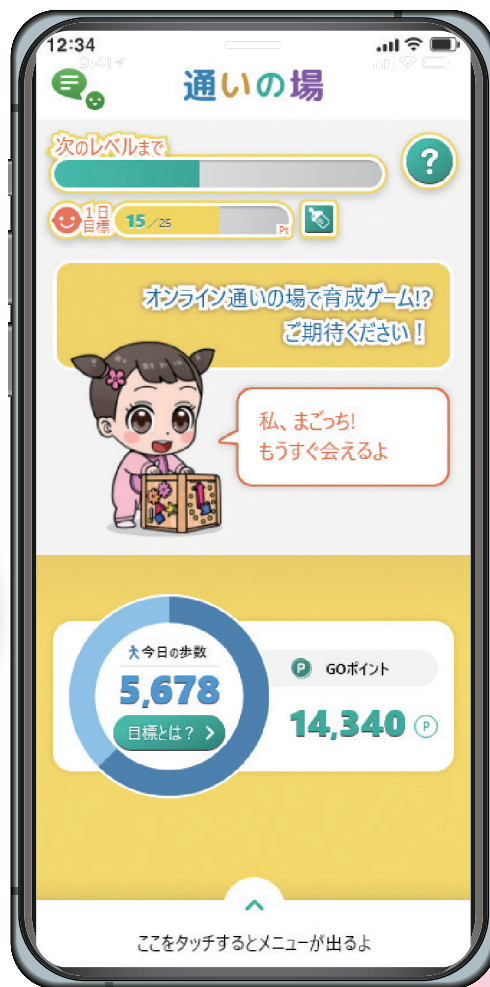 12:34
9:41
通いの場
次のレベルまで
?
1日
目標
15/25
Pt
オンライン通いの場で育成ゲーム!?
ご期待ください!
私、まごっち!
もうすぐ会えるよ
今日の歩数
5,678
目標とは?
P GOポイント
14,340 P
ここをタッチするとメニューが出るよ